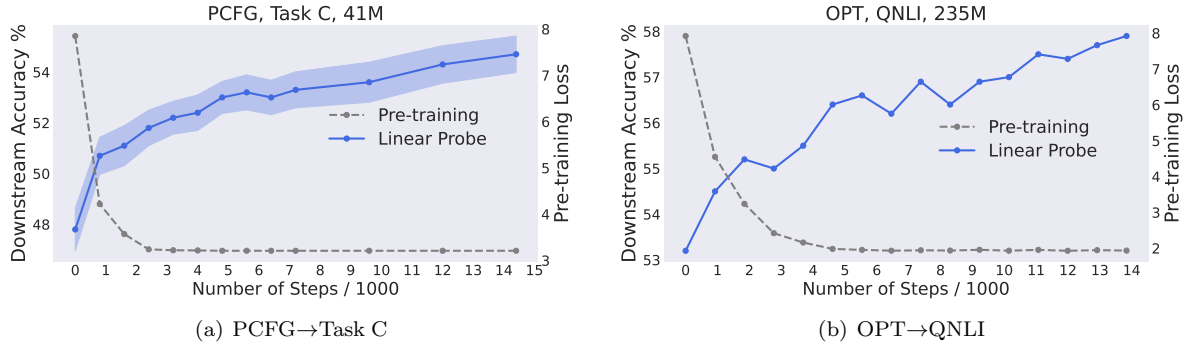 PCFG, Task C, 41M
Downstream Accuracy %
54
52
50
48
8
7
6
5
4
3
Pre-training Loss
Pre-training
Linear Probe
0 1 2 3 4 5 6 7 8 9 10 11 12 13 14 15
Number of Steps / 1000
(a) PCFG→Task C
OPT, QNLI, 235M
Downstream Accuracy %
58
57
56
55
54
53
8
7
6
5
4
3
2
Pre-training Loss
Pre-training
Linear Probe
0 1 2 3 4 5 6 7 8 9 10 11 12 13 14
Number of Steps / 1000
(b) OPT→QNLI